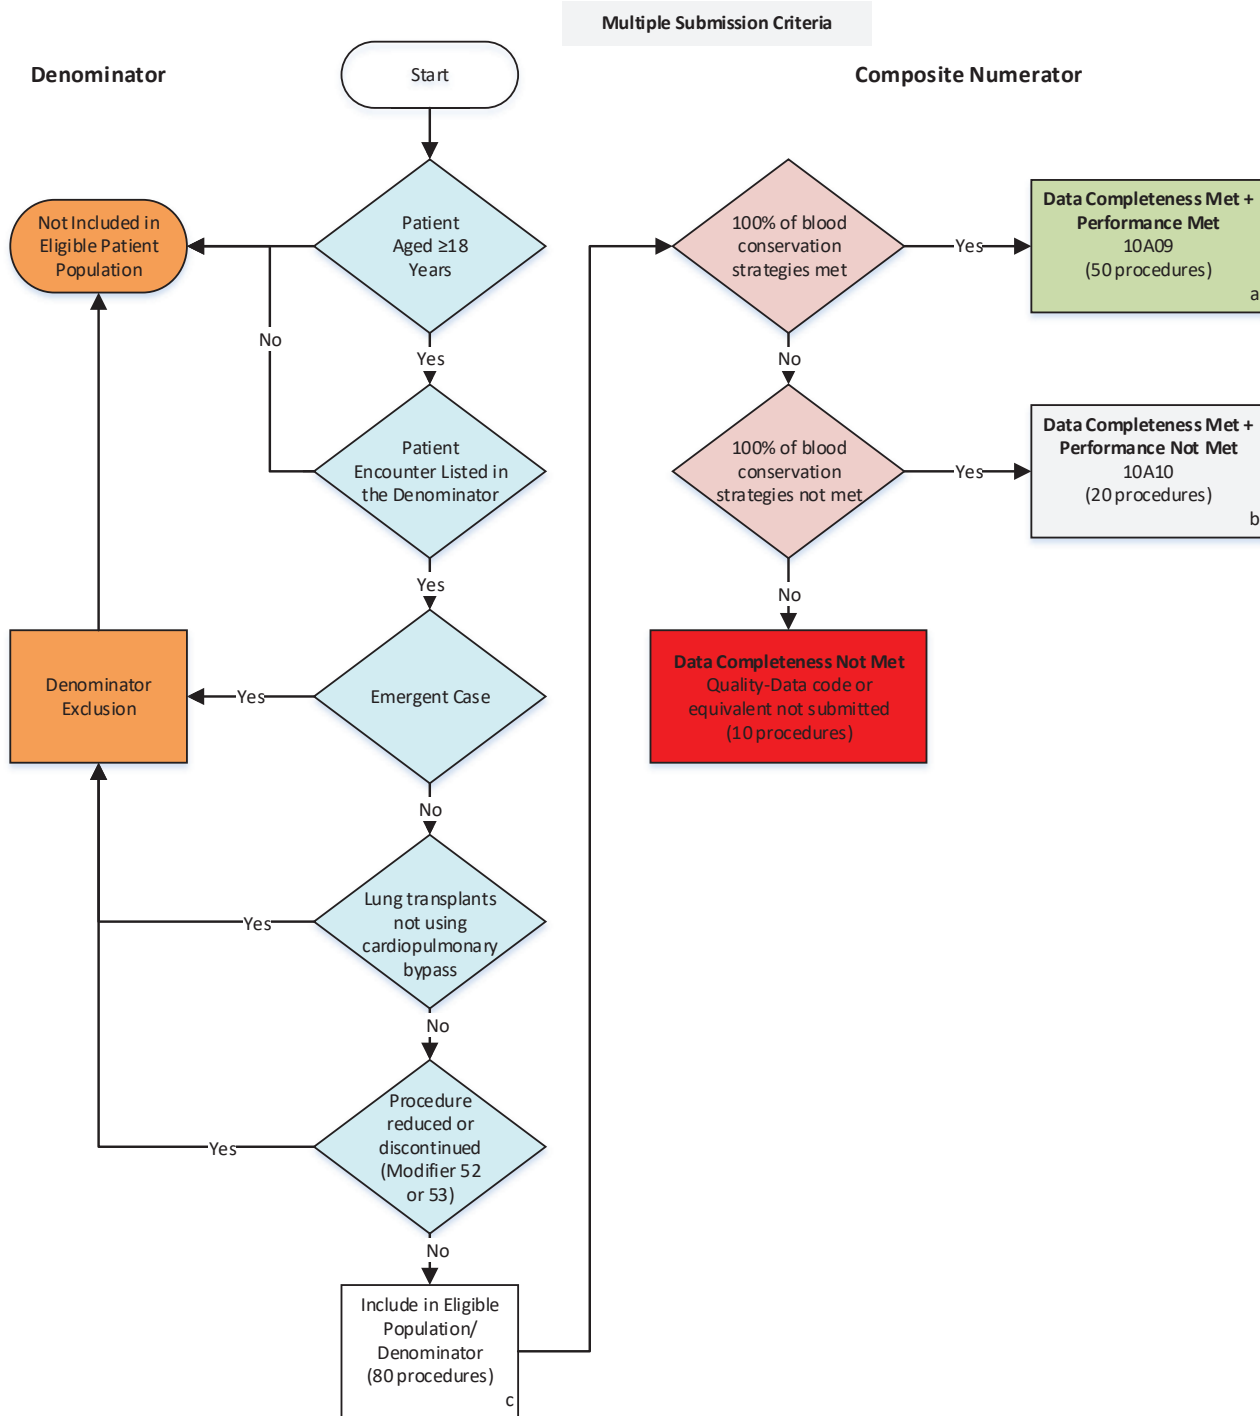 Multiple Submission Criteria
Denominator
Start
Composite Numerator
Patient
Aged ≥18
Years
Not Included in
Eligible Patient
Population
No
Yes
Patient
Encounter Listed in
the Denominator
Yes
Emergent Case
Yes
Denominator
Exclusion
No
Lung transplants
not using
cardiopulmonary
bypass
Yes
No
Procedure
reduced or
discontinued
(Modifier 52
or 53)
Yes
No
Include in Eligible
Population/
Denominator
(80 procedures)
c
100% of blood
conservation
strategies met
Yes
Data Completeness Met +
Performance Met
10A09
(50 procedures)
a
No
100% of blood
conservation
strategies not met
Yes
Data Completeness Met +
Performance Not Met
10A10
(20 procedures)
b
No
Data Completeness Not Met
Quality-Data code or
equivalent not submitted
(10 procedures)